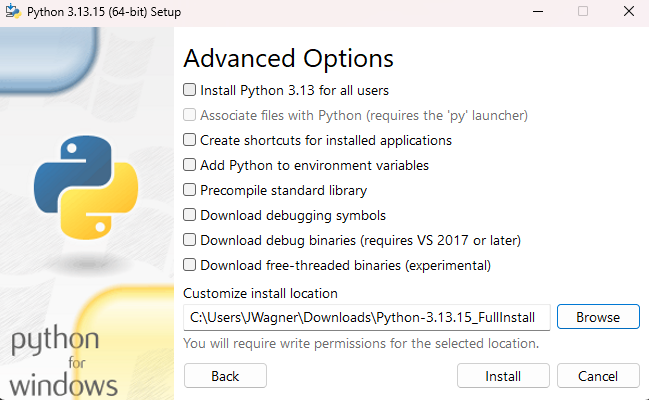 Python 3.13.15 (64-bit) Setup
Advanced Options
Install Python 3.13 for all users
Associate files with Python (requires the 'py' launcher)
Create shortcuts for installed applications
Add Python to environment variables
Precompile standard library
Download debugging symbols
Download debug binaries (requires VS 2017 or later)
Download free-threaded binaries (experimental)
Customize install location
C:\Users\JWagner\Downloads\Python-3.13.15_FullInstall
Browse
You will require write permissions for the selected location.
python
for
windows
Back
Install
Cancel